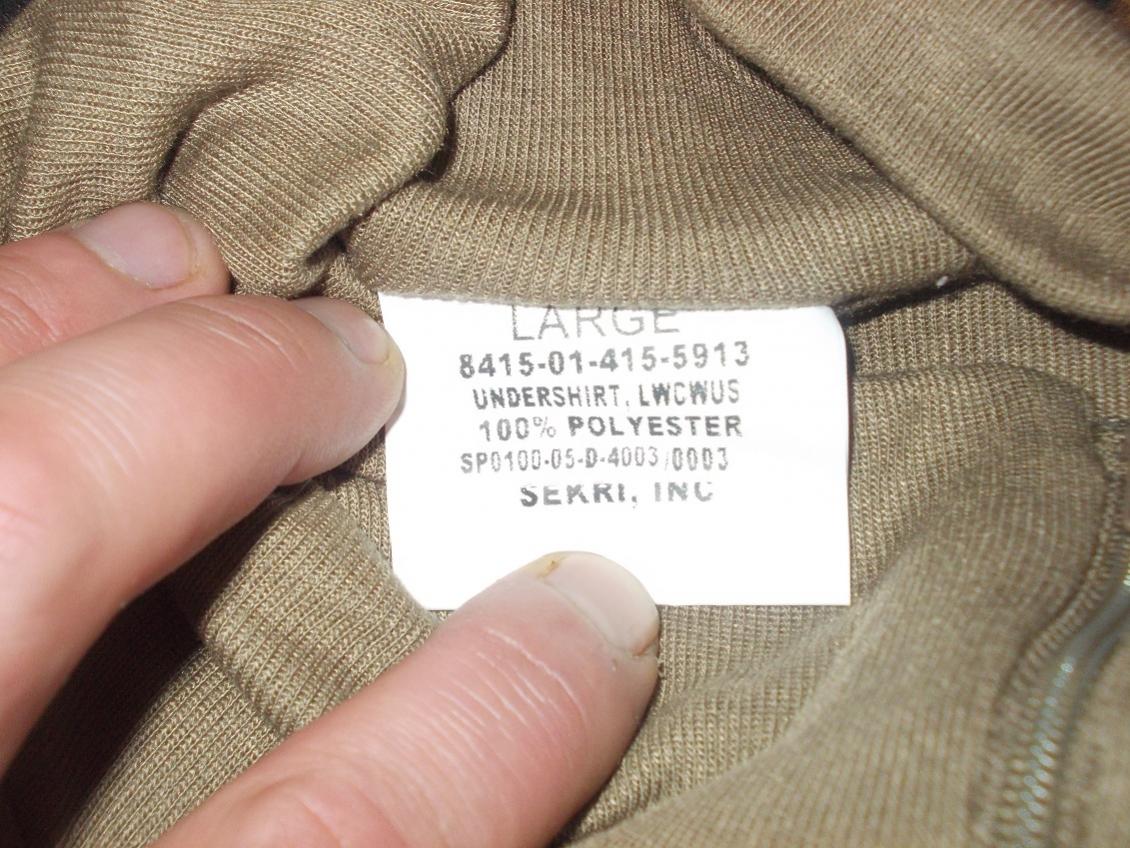 LARGE
8415-01-415-5913
UNDERSHIRT, LWCWUS
100% POLYESTER
SP0100-05-D-4003/0003
SEKRI, INC